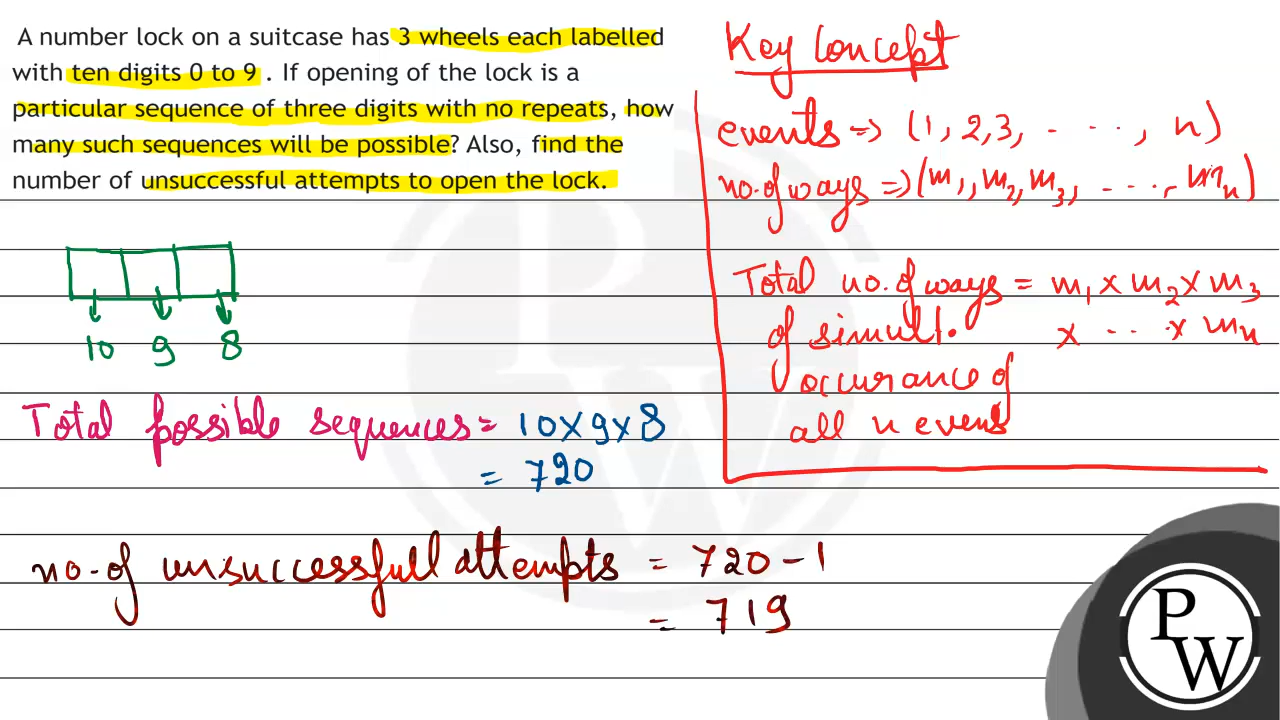 A number lock on a suitcase has 3 wheels each labelled
with ten digits 0 to 9 . If opening of the lock is a
particular sequence of three digits with no repeats, how
many such sequences will be possible? Also, find the
number of unsuccessful attempts to open the lock.
10 9 8
Total possible sequences = 10 x 9 x 8
= 720
no. of unsuccessfull attempts = 720 - 1
= 719
Key Concept
events => (1, 2, 3, . - - -, n)
no. of ways => (m1, m2, m3, . - - -, mn)
Total no. of ways = m1 x m2 x m3
of simult. x - - - x mn
occurance of
all n events
P
W
P
W